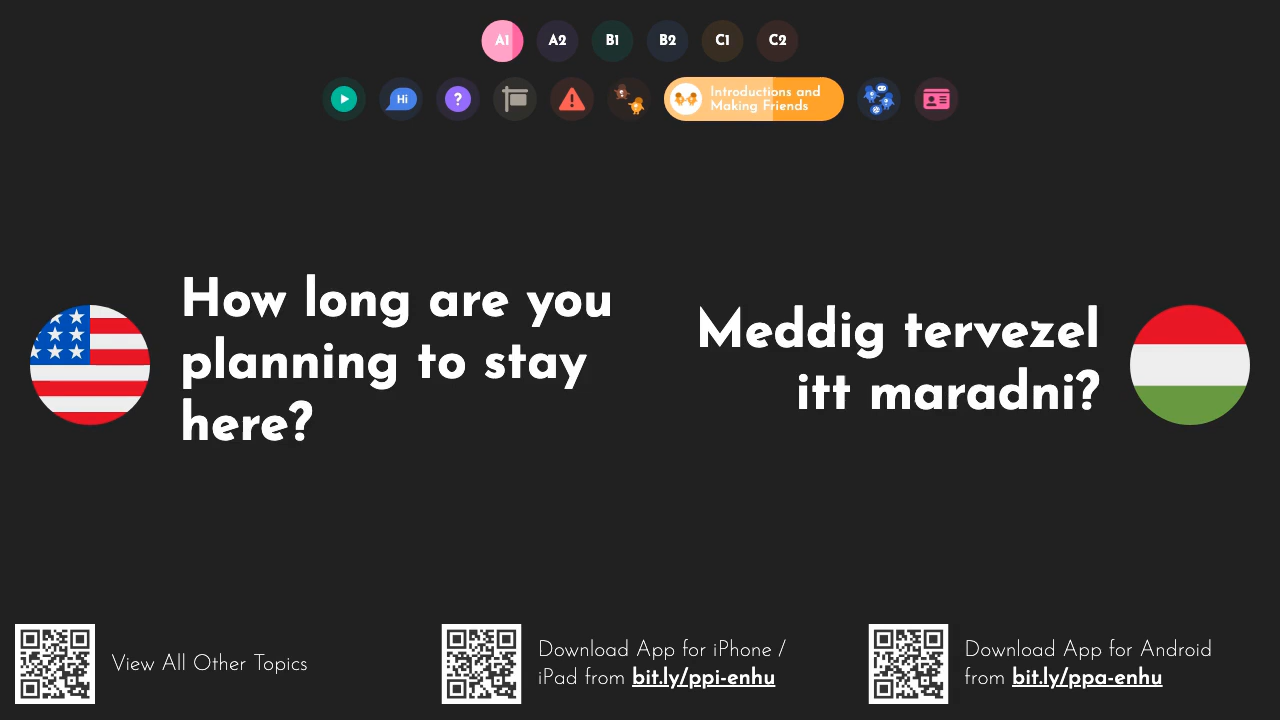 A1 A2 B1 B2 C1 C2
Hi ? Introductions and
Making Friends
How long are you
planning to stay
here?
Meddig tervezel
itt maradni?
View All Other Topics
Download App for iPhone /
iPad from bit.ly/ppi-enhu
Download App for Android
from bit.ly/ppa-enhu